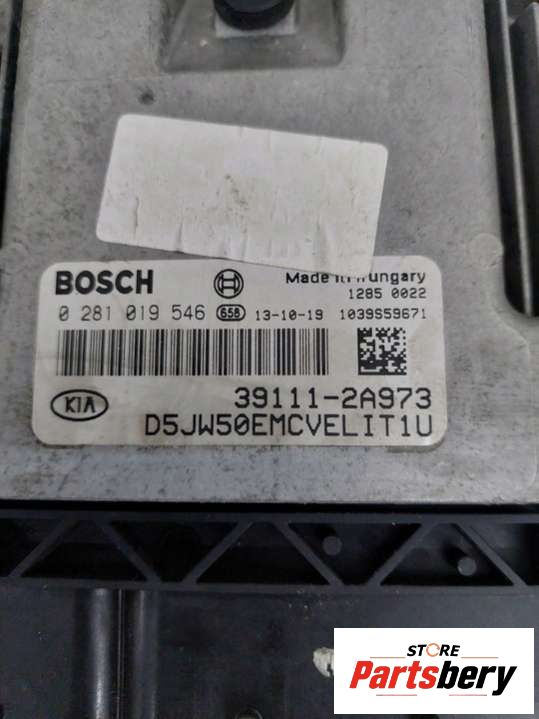 BOSCH
Made in Hungary
1285 0022
0 281 019 546 658 13-10-19 1039S59671
KIA
39111-2A973
D5JW50EMCVELIT1U
STORE
Partsbery